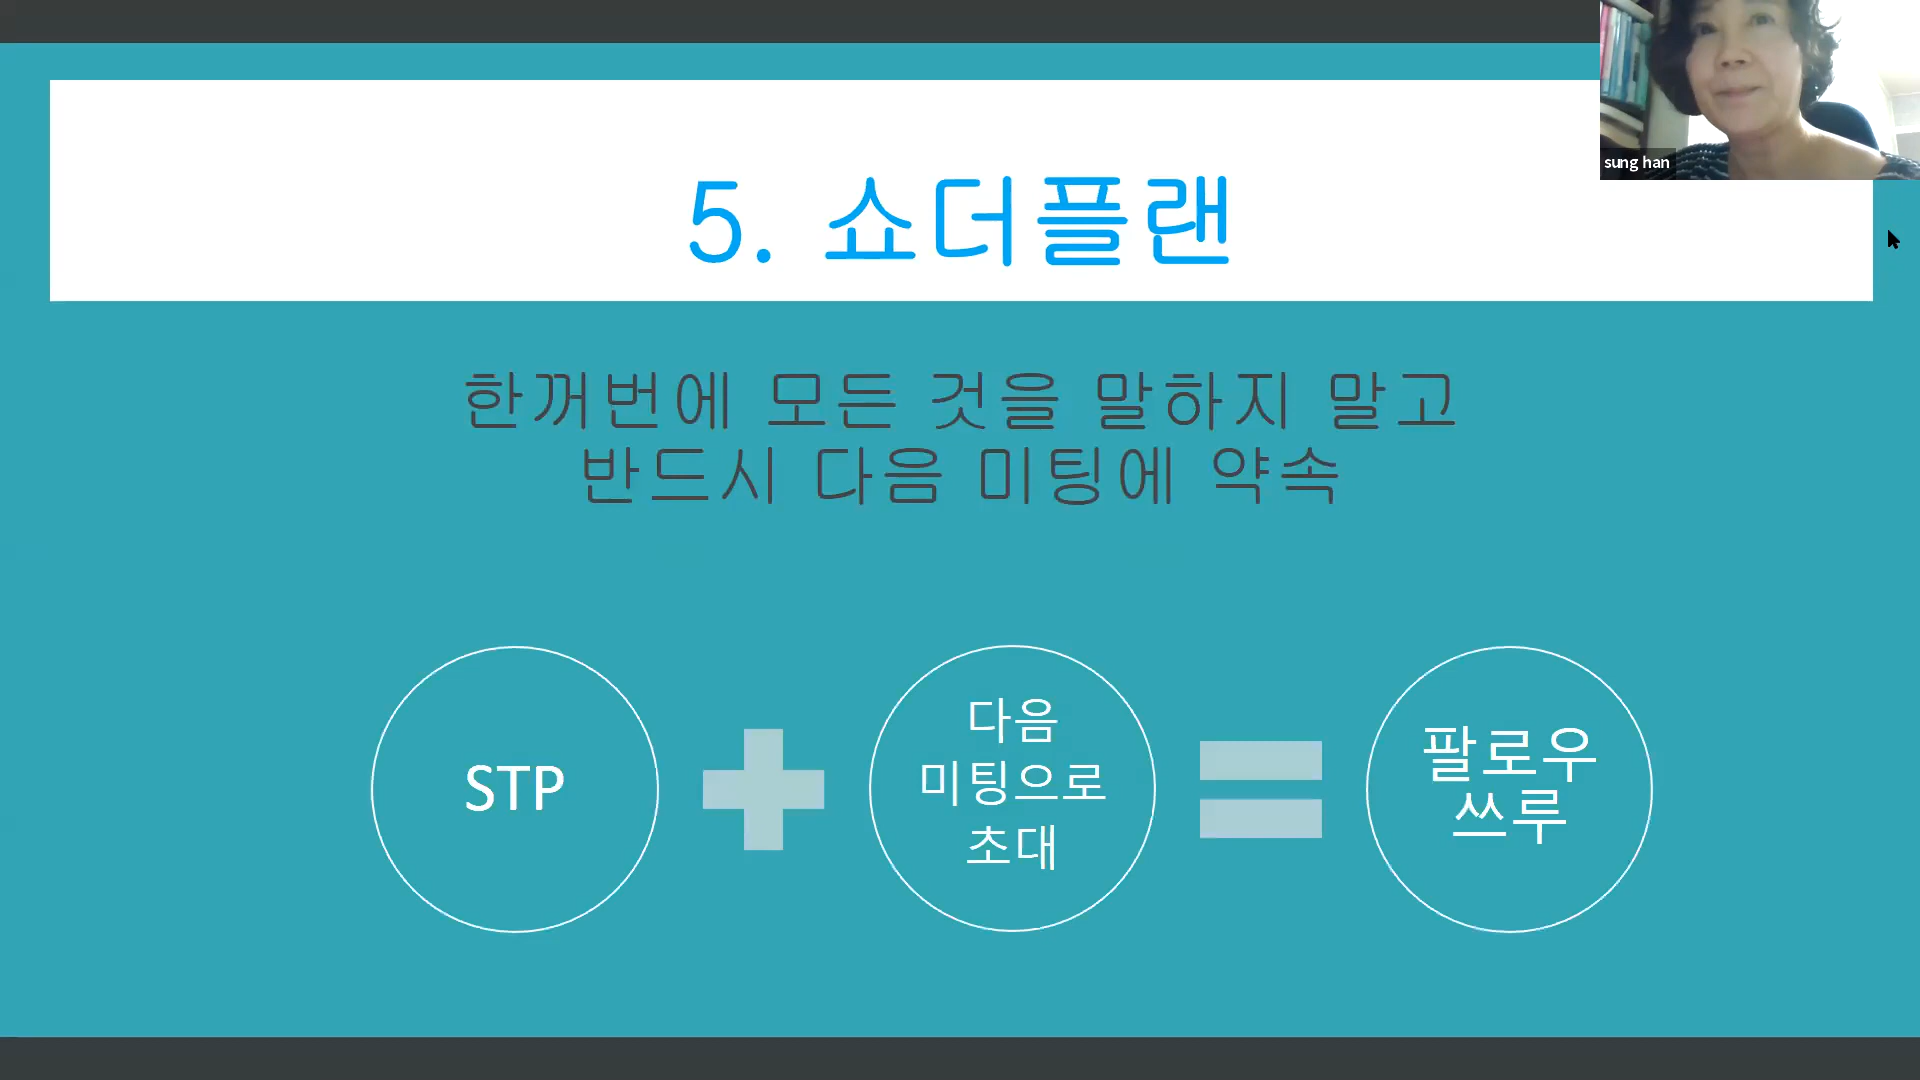 sung han
5. 쇼더플랜
한꺼번에 모든 것을 말하지 말고
반드시 다음 미팅에 약속
STP
다음
미팅으로
초대
팔로우
쓰루